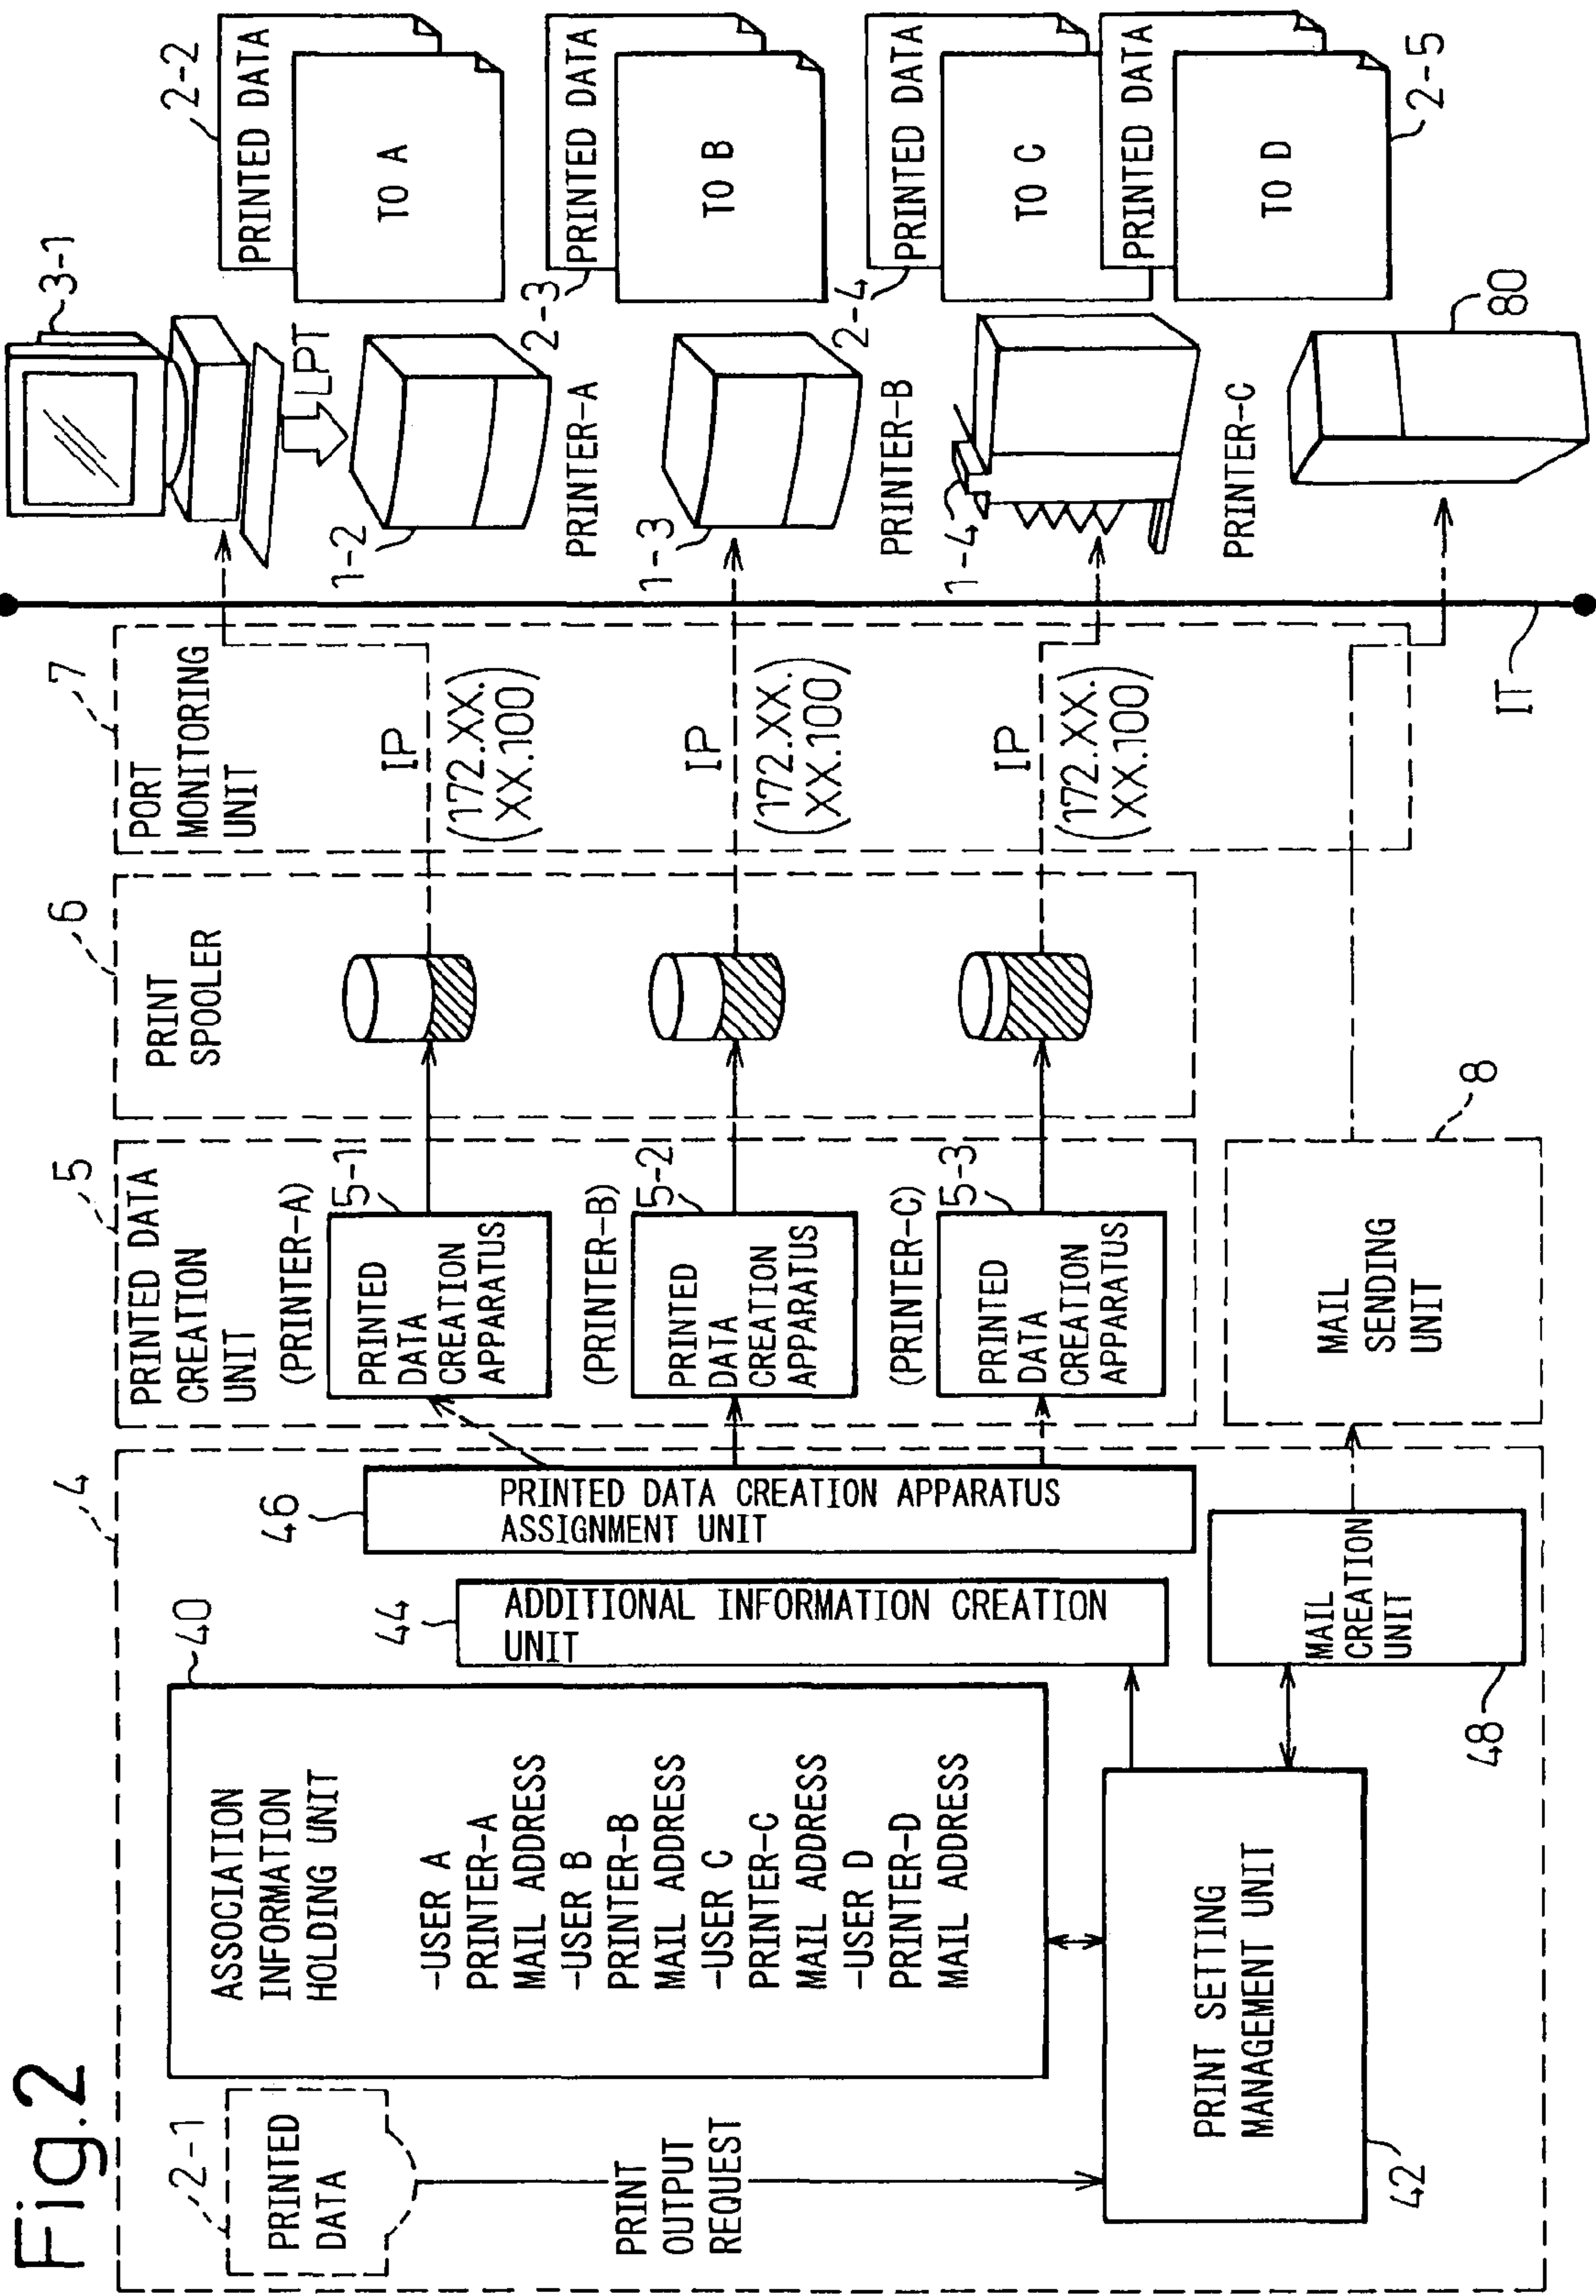 Fig.2
2-1
PRINTED
DATA
PRINT
OUTPUT
REQUEST
4
40
ASSOCIATION
INFORMATION
HOLDING UNIT
-USER A
PRINTER-A
MAIL ADDRESS
-USER B
PRINTER-B
MAIL ADDRESS
-USER C
PRINTER-C
MAIL ADDRESS
-USER D
PRINTER-D
MAIL ADDRESS
PRINT SETTING
MANAGEMENT UNIT
42
44
ADDITIONAL INFORMATION CREATION
UNIT
46
PRINTED DATA CREATION APPARATUS
ASSIGNMENT UNIT
MAIL
CREATION
UNIT
48
5
PRINTED DATA
CREATION
UNIT
(PRINTER-A)
5-1
PRINTED
DATA
CREATION
APPARATUS
(PRINTER-B)
5-2
PRINTED
DATA
CREATION
APPARATUS
(PRINTER-C)
5-3
PRINTED
DATA
CREATION
APPARATUS
MAIL
SENDING
UNIT
8
6
PRINT
SPOOLER
7
PORT
MONITORING
UNIT
IP
(172.XX.
XX.100)
IP
(172.XX.
XX.100)
IP
(172.XX.
XX.100)
IT
3-1
LPT
1-2
PRINTER-A
1-3
PRINTER-B
1-4
PRINTER-C
80
2-2
PRINTED DATA
TO A
2-3
PRINTED DATA
TO B
2-4
PRINTED DATA
TO C
PRINTED DATA
TO D
2-5